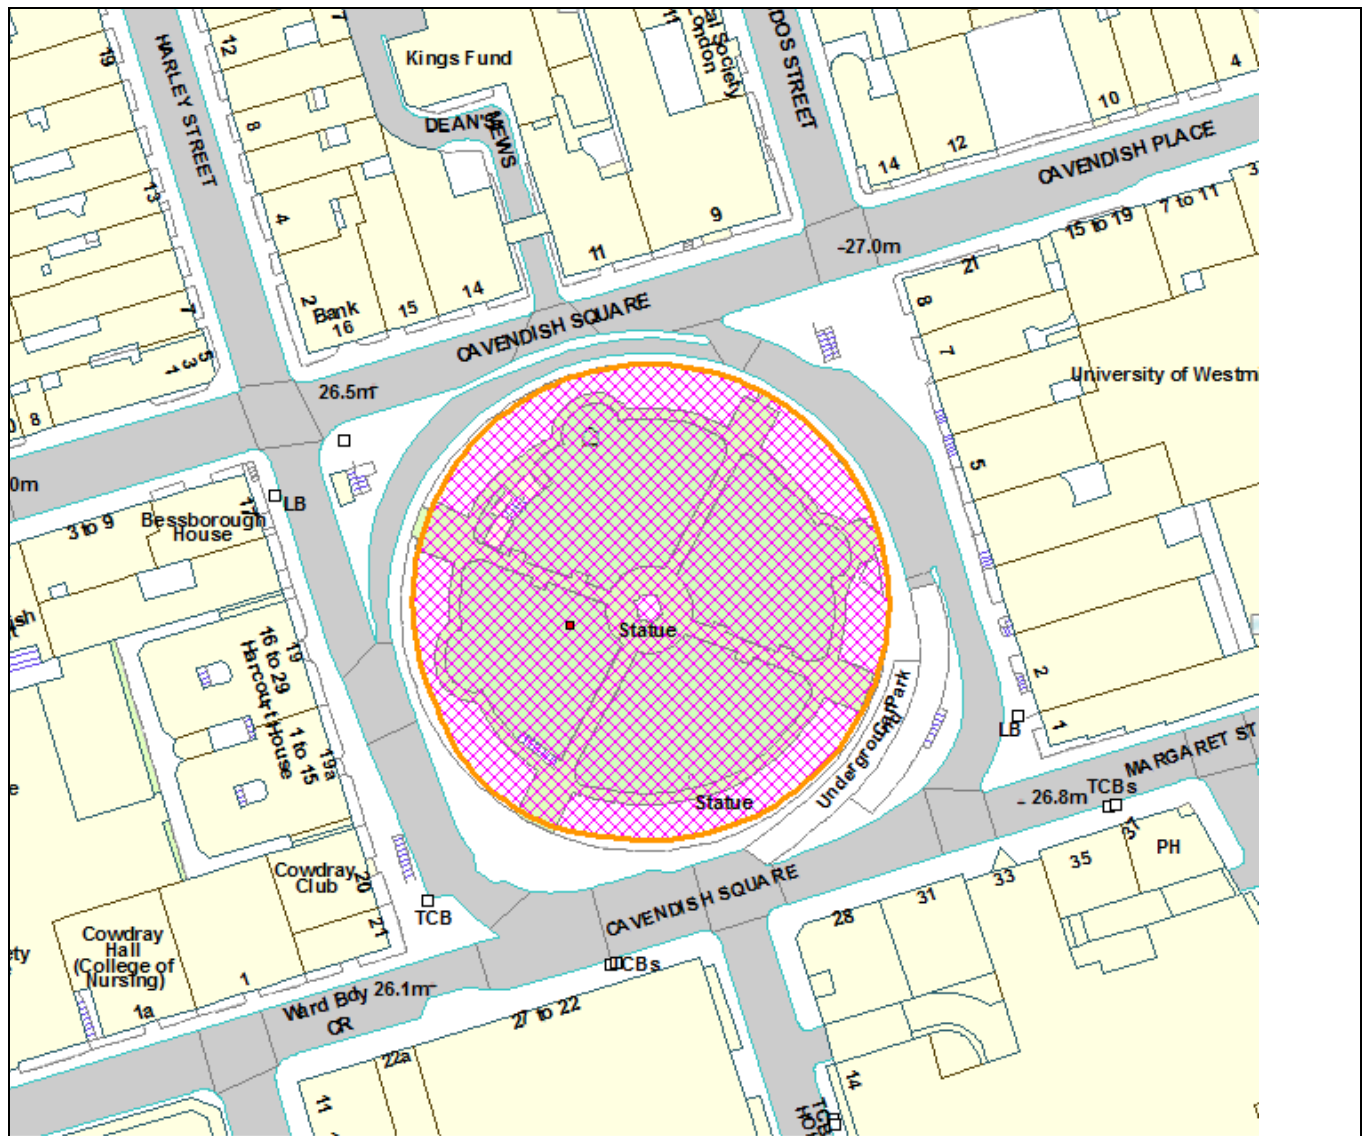 19
HARLEY STREET
12
8
4
2
Bank
16
15
14
13
7
5
3
1
8
Kings Fund
DEAN'S
MEWS
11
9
11
London
Society
DOS STREET
14
12
10
4
CAVENDISH PLACE
-27.0m
15 to 19
7 to 11
3
21
8
7
5
2
1
University of Westm
CAVENDISH SQUARE
26.5m
0m
LB
17
3 to 9
Bessborough
House
19
16 to 29
Harcourt House
1 to 15
19a
Statue
Statue
Underground
Car Park
LB
MARGARET ST
26.8m
TCBs
37
35
33
31
28
PH
CAVENDISH SQUARE
Cowdray
Club
20
21
TCB
Cowdray
Hall
(College of
Nursing)
1
1a
ety
Ward Bdy
26.1m
CR
TCBs
27 to 22
22a
11
14
TCB